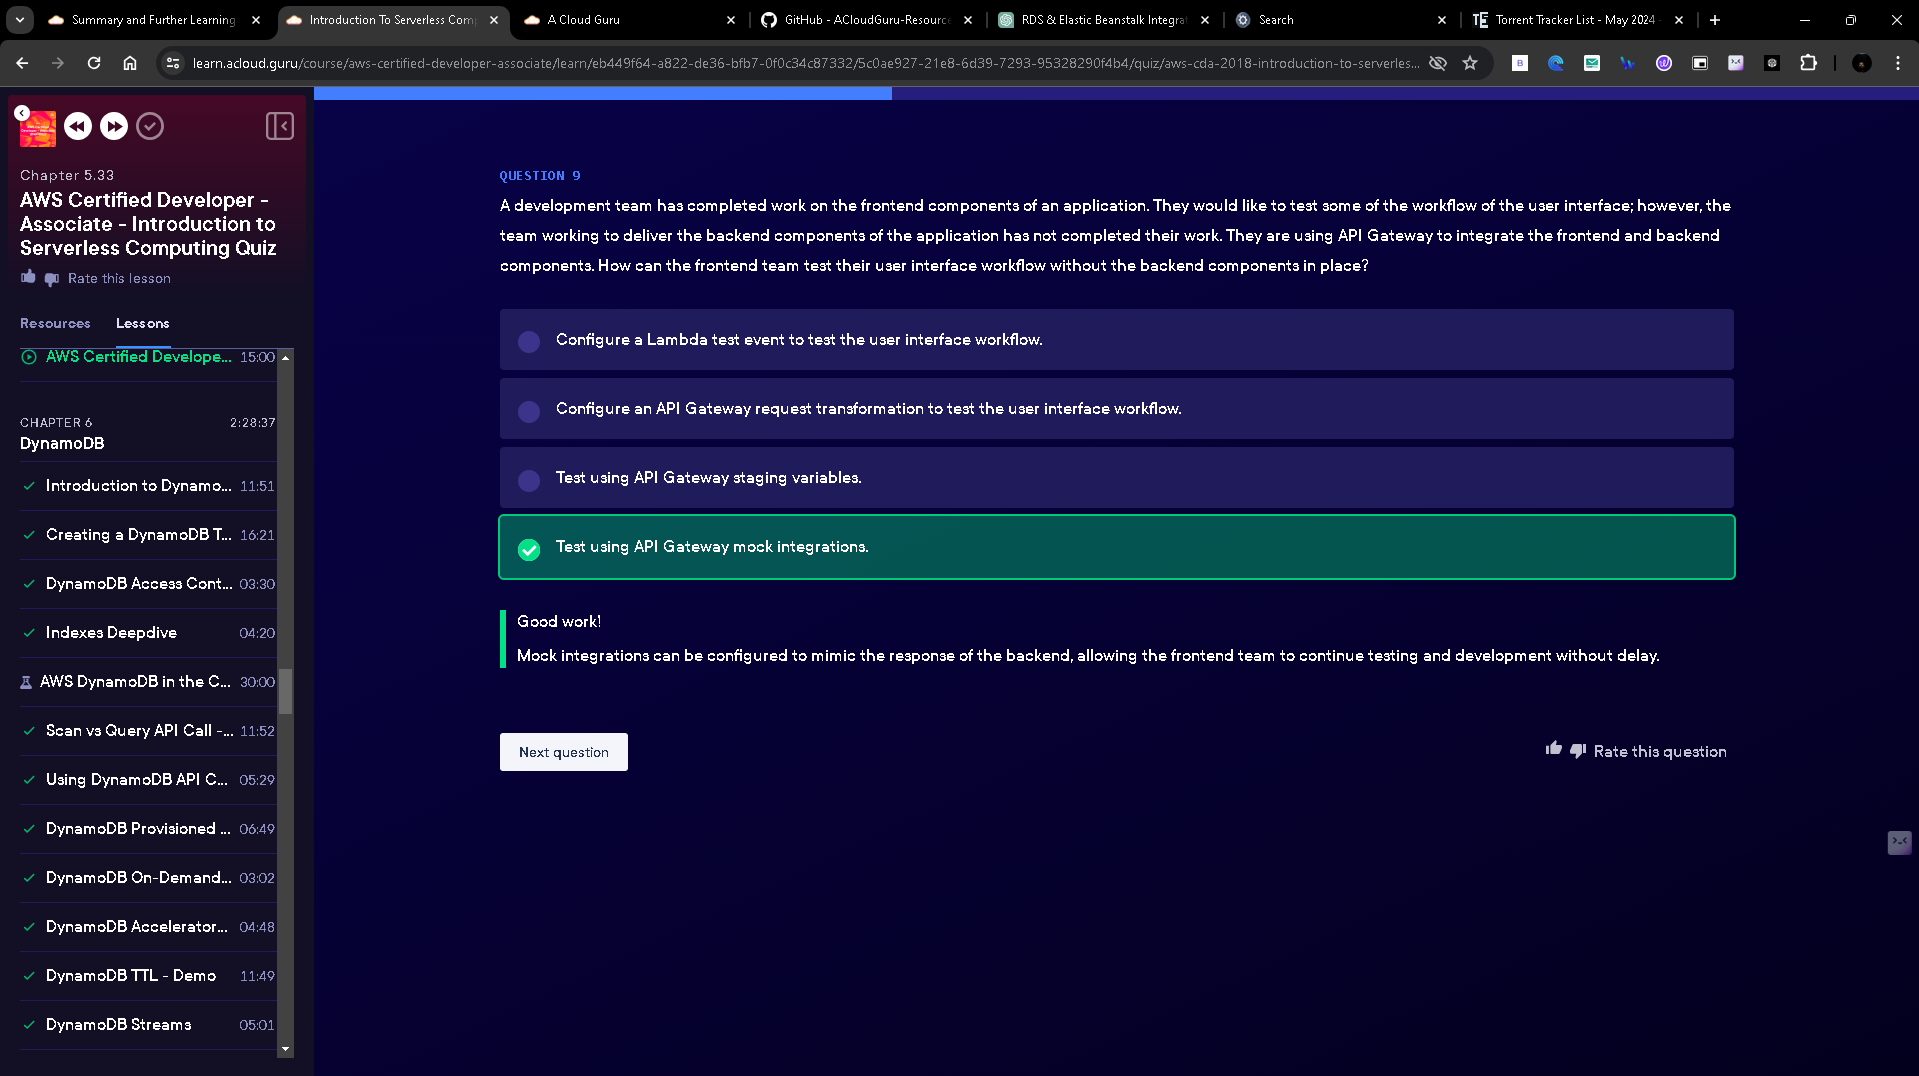 Summary and Further Learning
Introduction To Serverless Comp
A Cloud Guru
GitHub - ACloudGuru-Resource
RDS & Elastic Beanstalk Integrat
Search
Torrent Tracker List - May 2024 -
learn.acloud.guru/course/aws-certified-developer-associate/learn/eb449f64-a822-de36-bfb7-0f0c34c87332/5c0ae927-21e8-6d39-7293-95328290f4b4/quiz/aws-cda-2018-introduction-to-serverles...
Chapter 5.33
AWS Certified Developer -
Associate - Introduction to
Serverless Computing Quiz
Rate this lesson
Resources
Lessons
AWS Certified Develope... 15:00
CHAPTER 6 2:28:37
DynamoDB
Introduction to Dynamo... 11:51
Creating a DynamoDB T... 16:21
DynamoDB Access Cont... 03:30
Indexes Deepdive 04:20
AWS DynamoDB in the C... 30:00
Scan vs Query API Call -... 11:52
Using DynamoDB API C... 05:29
DynamoDB Provisioned ... 06:49
DynamoDB On-Demand... 03:02
DynamoDB Accelerator... 04:48
DynamoDB TTL - Demo 11:49
DynamoDB Streams 05:01
QUESTION 9
A development team has completed work on the frontend components of an application. They would like to test some of the workflow of the user interface; however, the
team working to deliver the backend components of the application has not completed their work. They are using API Gateway to integrate the frontend and backend
components. How can the frontend team test their user interface workflow without the backend components in place?
Configure a Lambda test event to test the user interface workflow.
Configure an API Gateway request transformation to test the user interface workflow.
Test using API Gateway staging variables.
Test using API Gateway mock integrations.
Good work!
Mock integrations can be configured to mimic the response of the backend, allowing the frontend team to continue testing and development without delay.
Next question
Rate this question